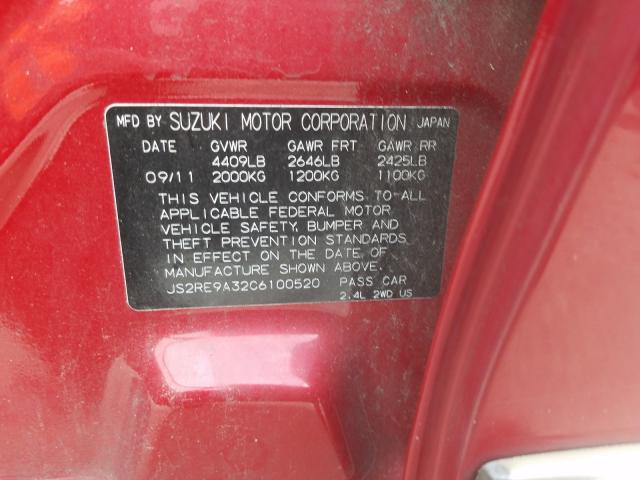 MFD BY SUZUKI MOTOR CORPORATION JAPAN
DATE GVWR GAWR FRT GAWR RR
4409LB 2646LB 2425LB
09/11 2000KG 1200KG 1100KG
THIS VEHICLE CONFORMS TO ALL
APPLICABLE FEDERAL MOTOR
VEHICLE SAFETY, BUMPER AND
THEFT PREVENTION STANDARDS
IN EFFECT ON THE DATE OF
MANUFACTURE SHOWN ABOVE.
JS2RE9A32C6100520 PASS CAR
2.4L 2WD US